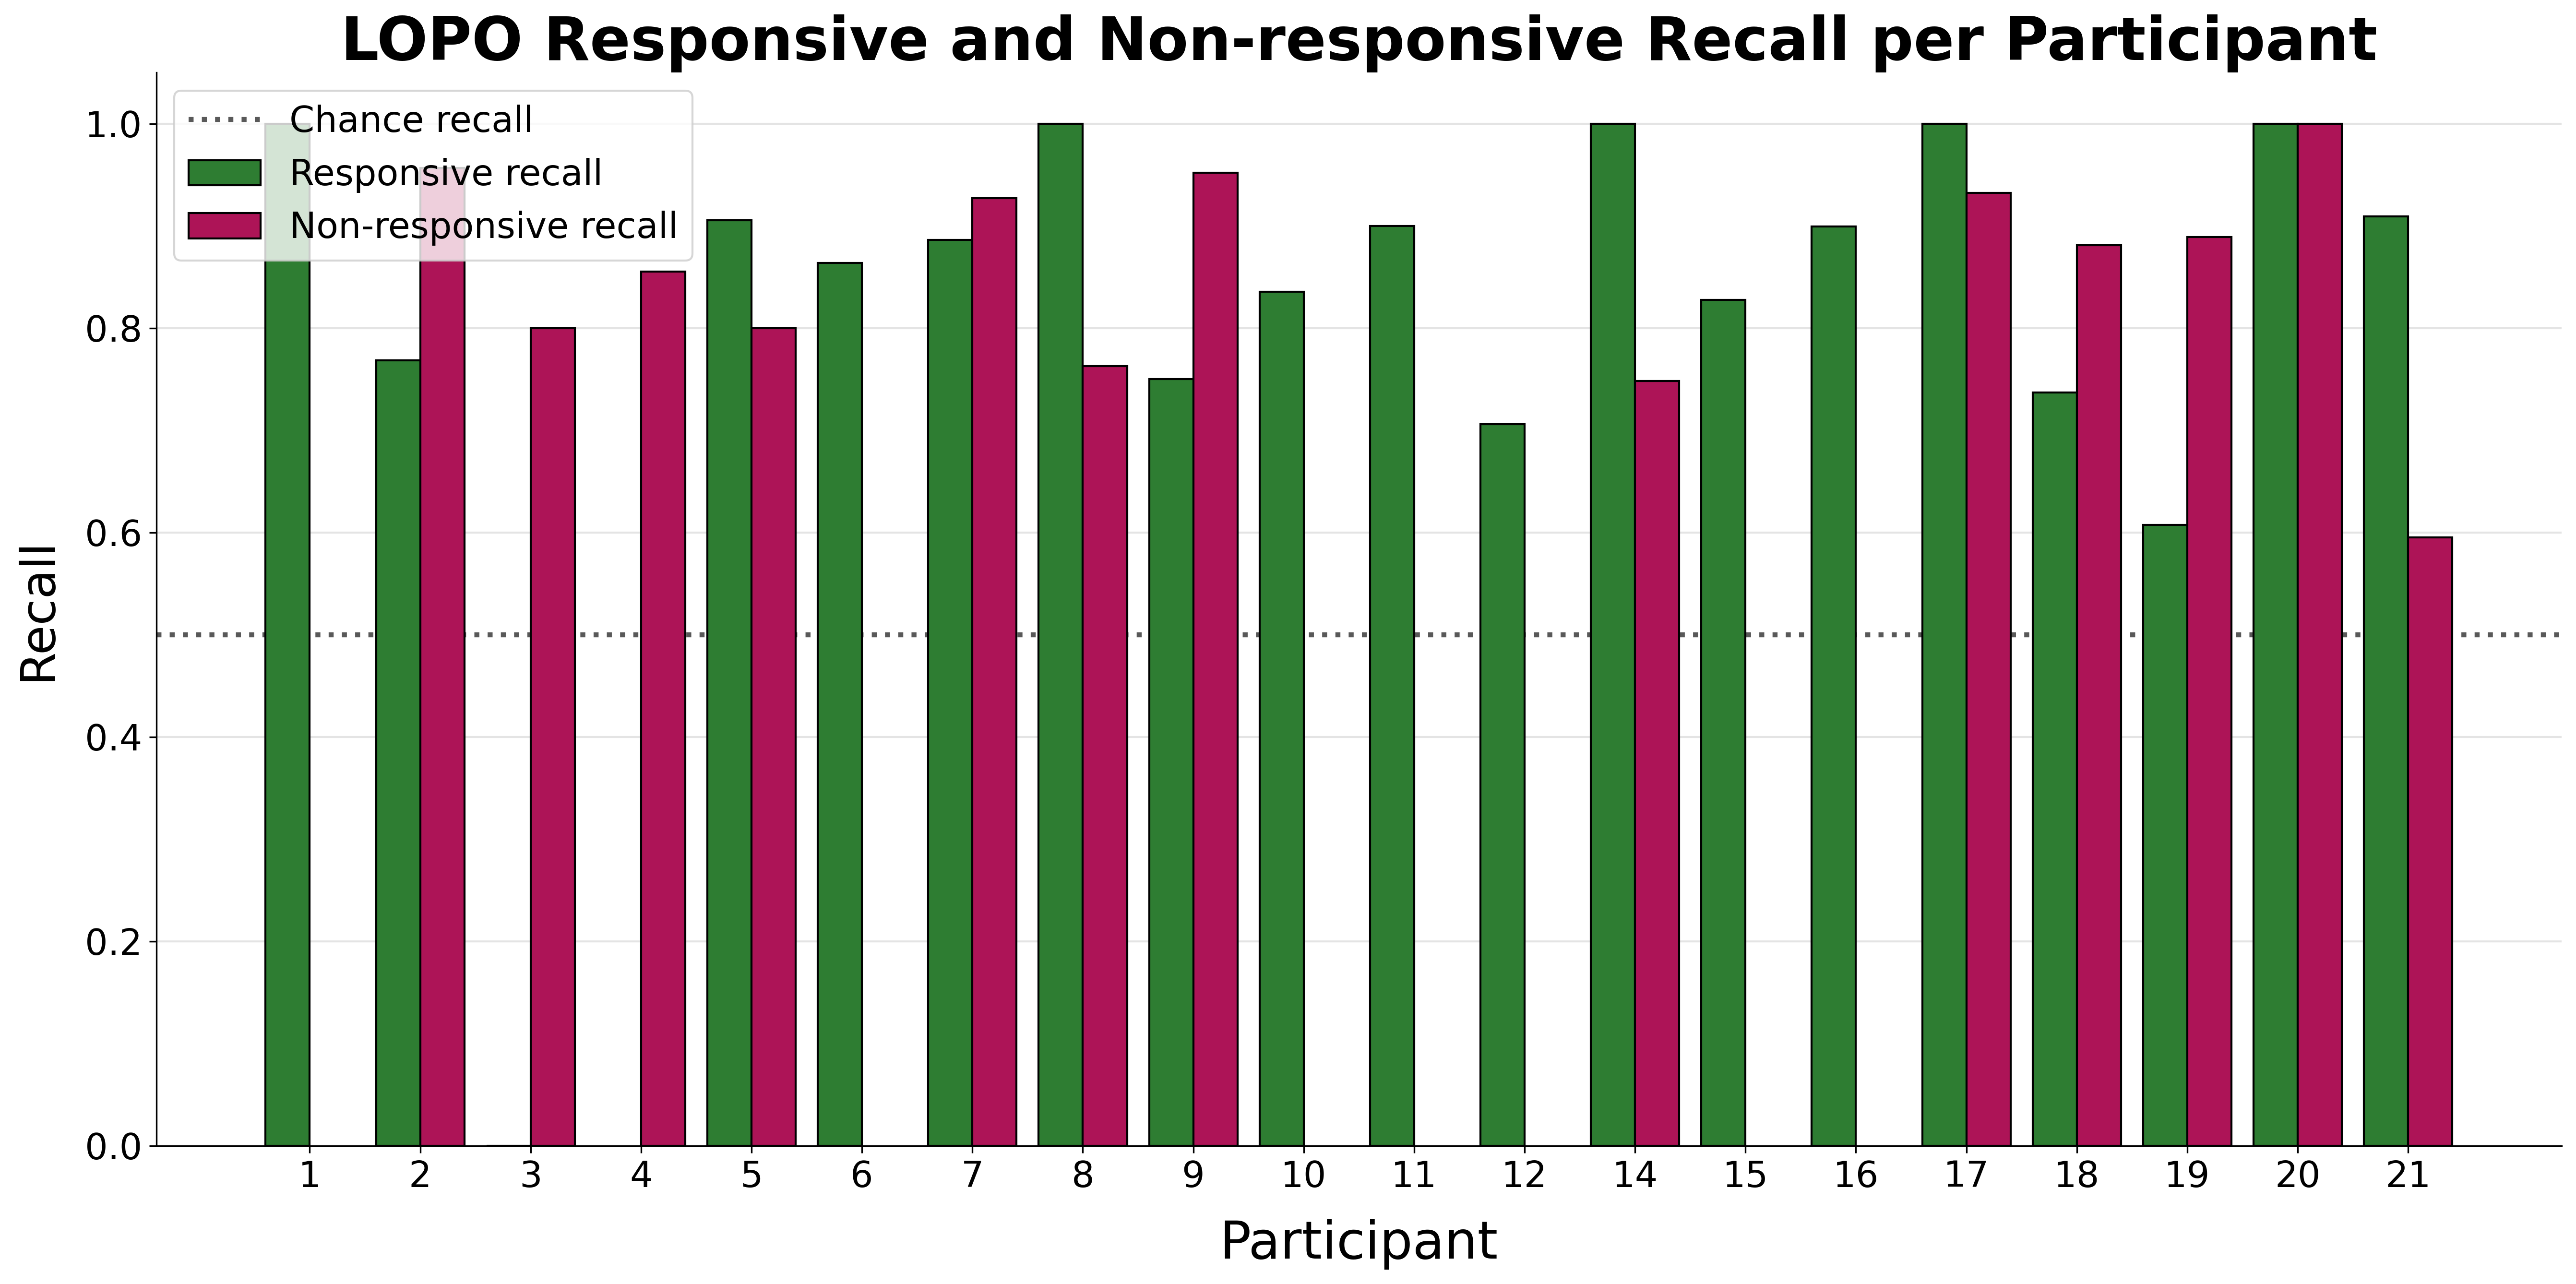 LOPO Responsive and Non-responsive Recall per Participant
Chance recall
Responsive recall
Non-responsive recall
1.0
0.8
0.6
0.4
0.2
0.0
Recall
1 2 3 4 5 6 7 8 9 10 11 12 14 15 16 17 18 19 20 21
Participant